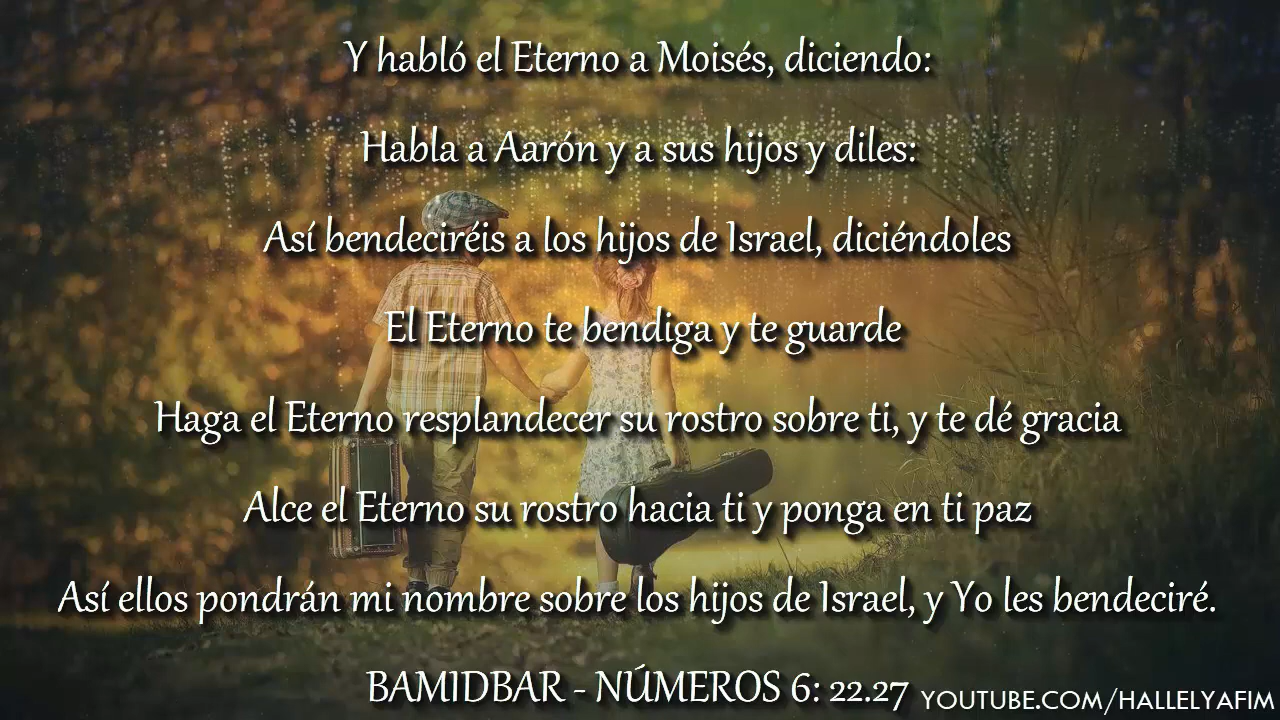 Y habló el Eterno a Moisés, diciendo:
Habla a Aarón y a sus hijos y diles:
Así bendeciréis a los hijos de Israel, diciéndoles
El Eterno te bendiga y te guarde
Haga el Eterno resplandecer su rostro sobre ti, y te dé gracia
Alce el Eterno su rostro hacia ti y ponga en ti paz
Así ellos pondrán mi nombre sobre los hijos de Israel, y Yo les bendeciré.
BAMIDBAR - NÚMEROS 6: 22.27
YOUTUBE.COM/HALLELYAFIM